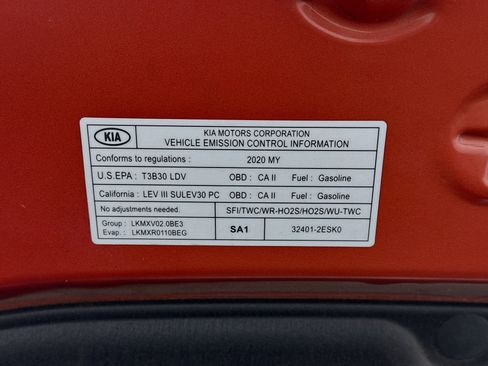 KIA
KIA MOTORS CORPORATION
VEHICLE EMISSION CONTROL INFORMATION
Conforms to regulations : 2020 MY
U.S.EPA : T3B30 LDV OBD : CA II Fuel : Gasoline
California : LEV III SULEV30 PC OBD : CA II Fuel : Gasoline
No adjustments needed. SFI/TWC/WR-HO2S/HO2S/WU-TWC
Group : LKMXV02.0BE3
Evap. : LKMXR0110BEG
SA1
32401-2ESK0